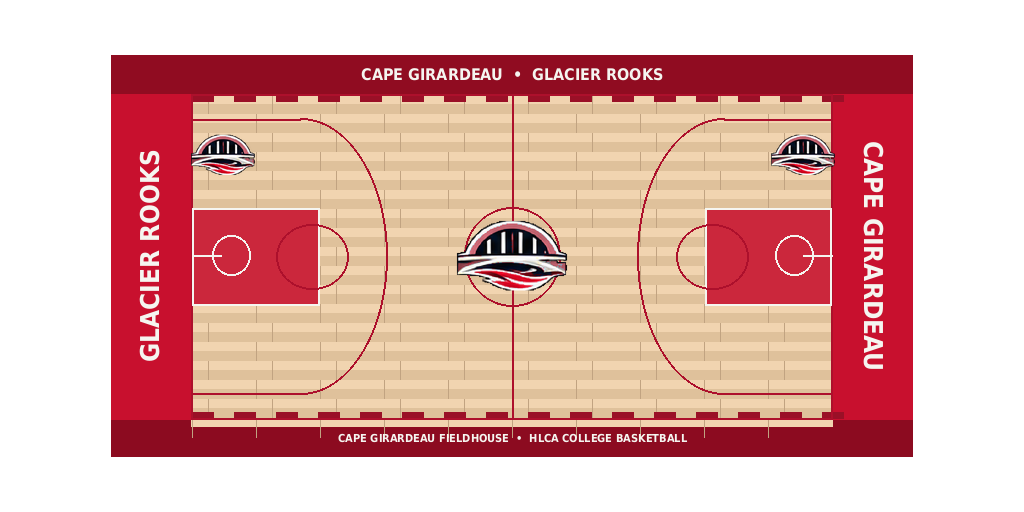 CAPE GIRARDEAU • GLACIER ROOKS
GLACIER ROOKS
CAPE GIRARDEAU
CAPE GIRARDEAU FIELDHOUSE • HLCA COLLEGE BASKETBALL